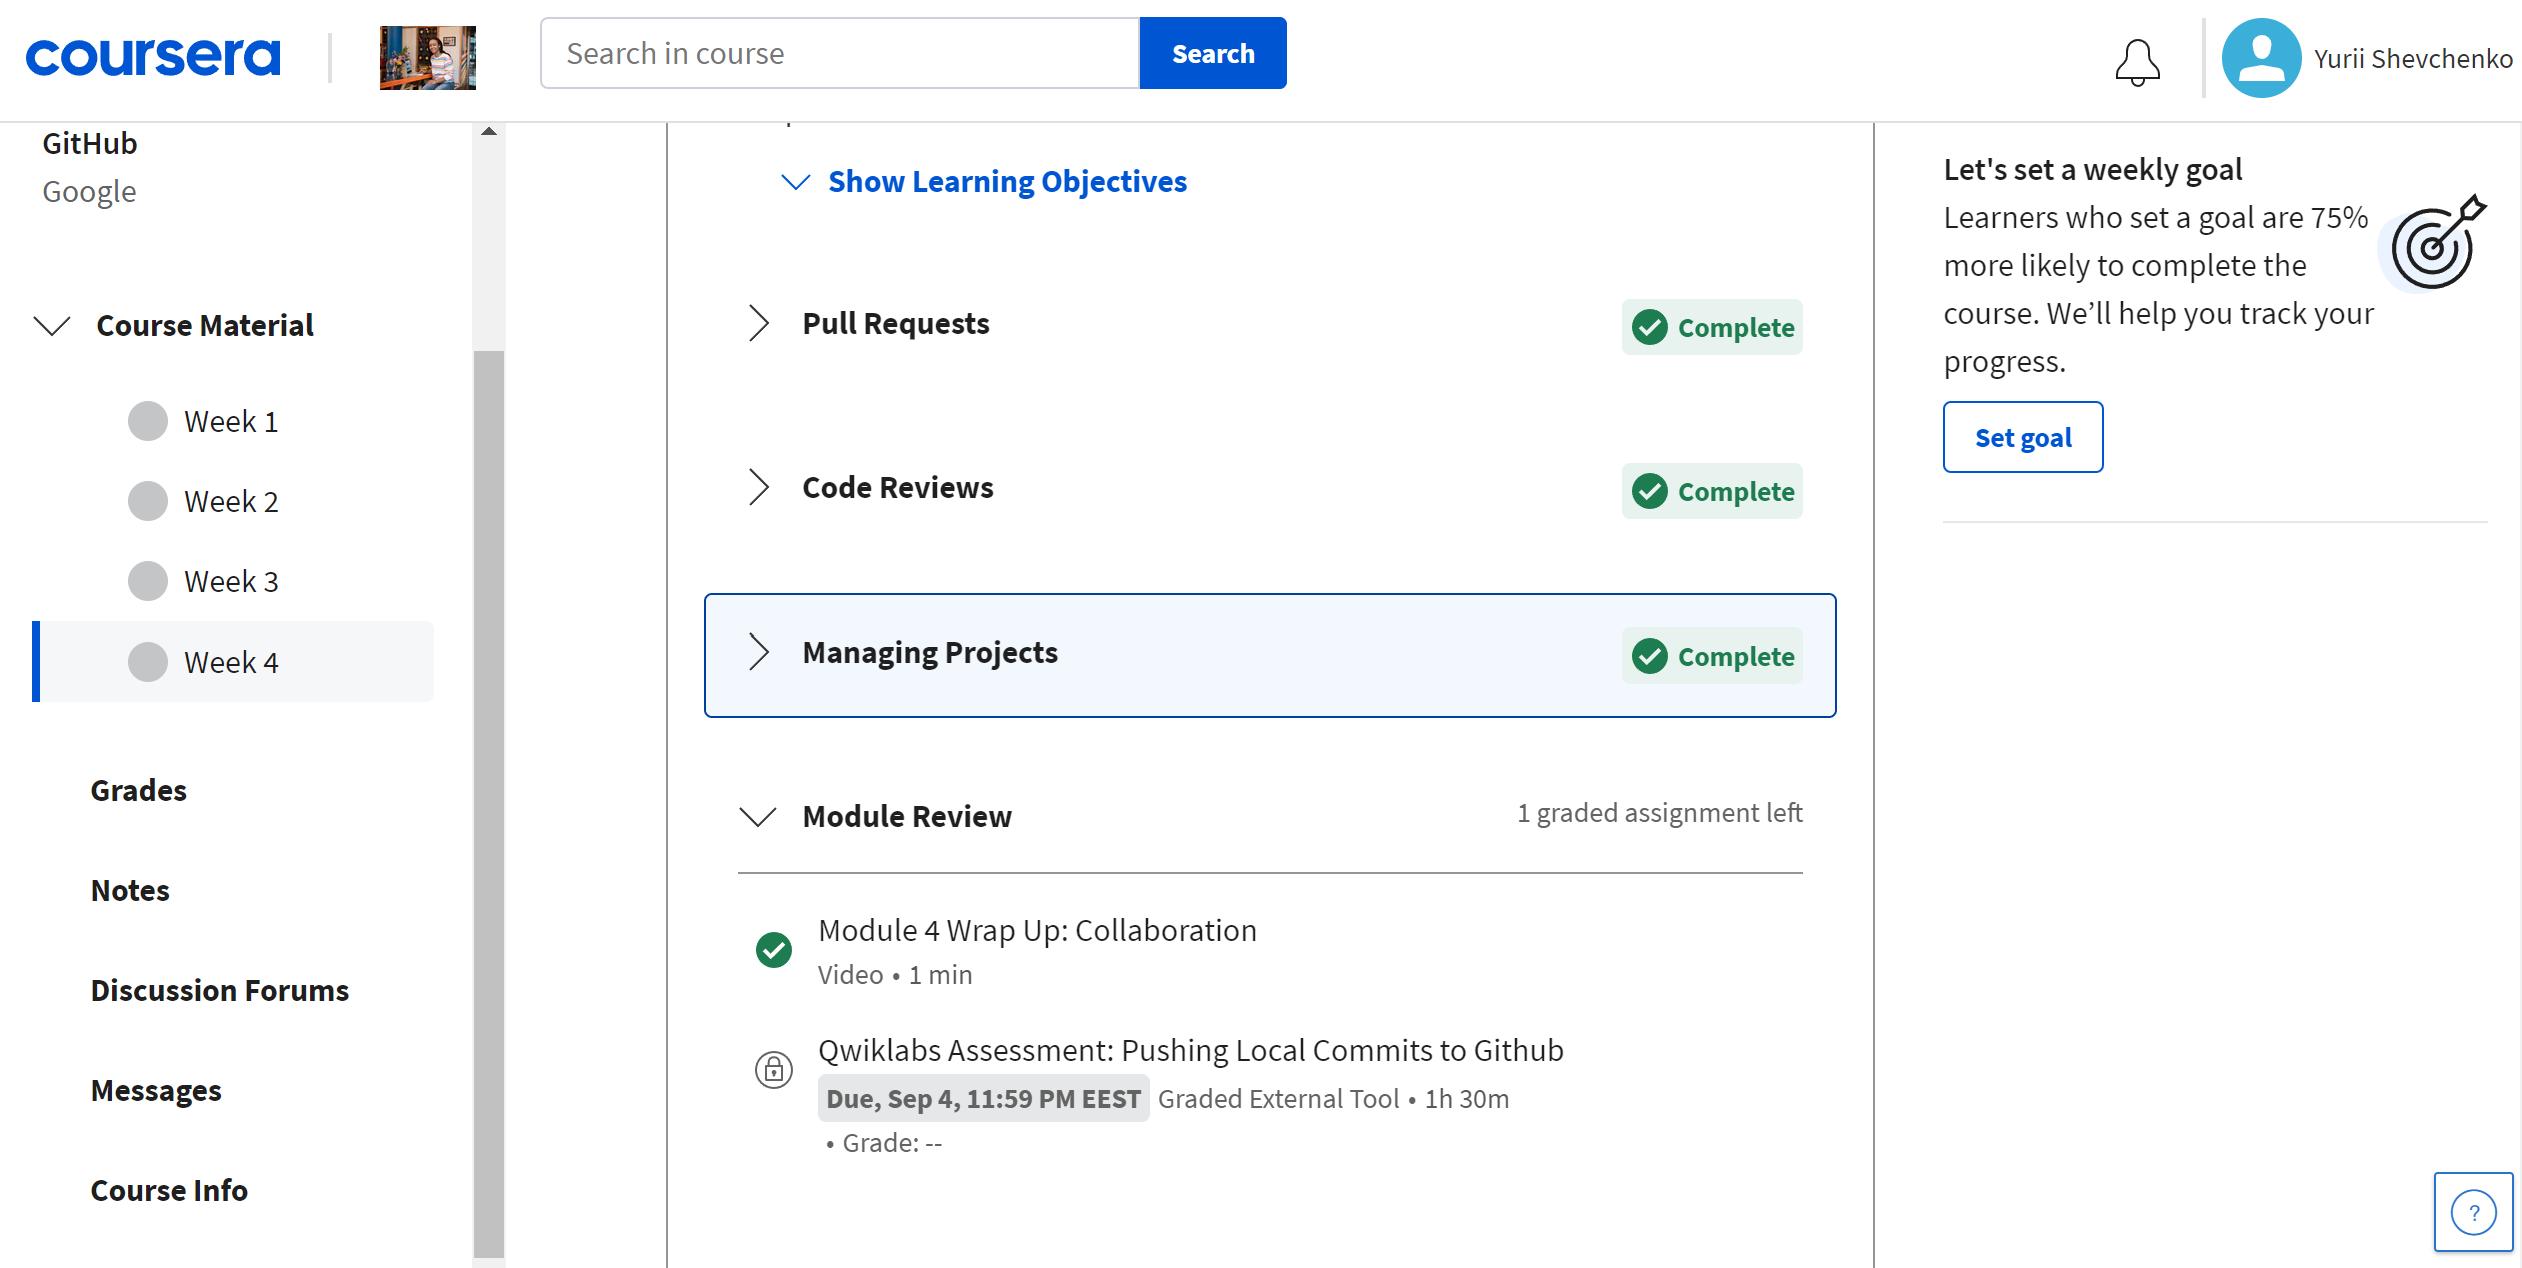 coursera
Search in course
Search
Yurii Shevchenko
GitHub
Google
Course Material
Week 1
Week 2
Week 3
Week 4
Grades
Notes
Discussion Forums
Messages
Course Info
Show Learning Objectives
Pull Requests
Complete
Code Reviews
Complete
Managing Projects
Complete
Module Review
1 graded assignment left
Module 4 Wrap Up: Collaboration
Video • 1 min
Qwiklabs Assessment: Pushing Local Commits to Github
Due, Sep 4, 11:59 PM EEST Graded External Tool • 1h 30m
• Grade: --
Let's set a weekly goal
Learners who set a goal are 75%
more likely to complete the
course. We’ll help you track your
progress.
Set goal
?